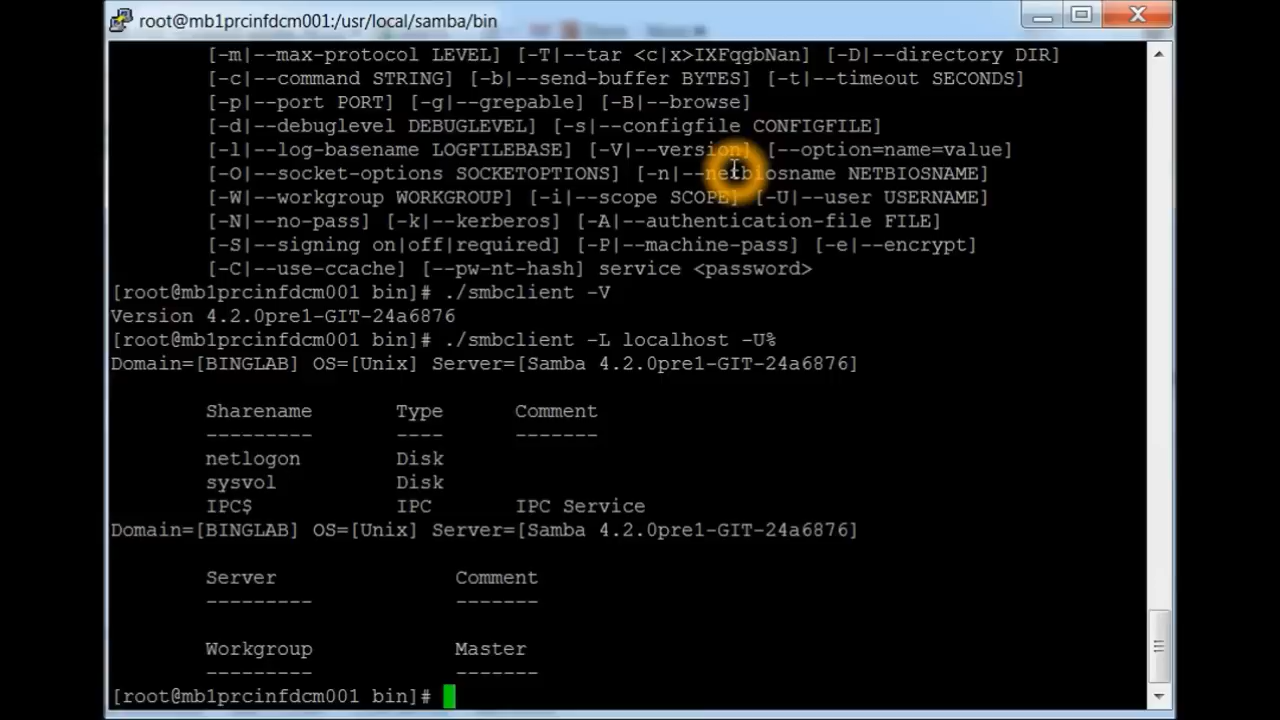 root@mb1prcinfdcm001:/usr/local/samba/bin
[-m|--max-protocol LEVEL] [-T|--tar <c|x>IXFqgbNan] [-D|--directory DIR]
[-c|--command STRING] [-b|--send-buffer BYTES] [-t|--timeout SECONDS]
[-p|--port PORT] [-g|--grepable] [-B|--browse]
[-d|--debuglevel DEBUGLEVEL] [-s|--configfile CONFIGFILE]
[-l|--log-basename LOGFILEBASE] [-V|--version] [--option=name=value]
[-O|--socket-options SOCKETOPTIONS] [-n|--netbiosname NETBIOSNAME]
[-W|--workgroup WORKGROUP] [-i|--scope SCOPE] [-U|--user USERNAME]
[-N|--no-pass] [-k|--kerberos] [-A|--authentication-file FILE]
[-S|--signing on|off|required] [-P|--machine-pass] [-e|--encrypt]
[-C|--use-ccache] [--pw-nt-hash] service <password>
[root@mb1prcinfdcm001 bin]# ./smbclient -V
Version 4.2.0pre1-GIT-24a6876
[root@mb1prcinfdcm001 bin]# ./smbclient -L localhost -U%
Domain=[BINGLAB] OS=[Unix] Server=[Samba 4.2.0pre1-GIT-24a6876]
Sharename Type Comment
--------- ---- -------
netlogon Disk
sysvol Disk
IPC$ IPC IPC Service
Domain=[BINGLAB] OS=[Unix] Server=[Samba 4.2.0pre1-GIT-24a6876]
Server Comment
--------- -------
Workgroup Master
--------- -------
[root@mb1prcinfdcm001 bin]#